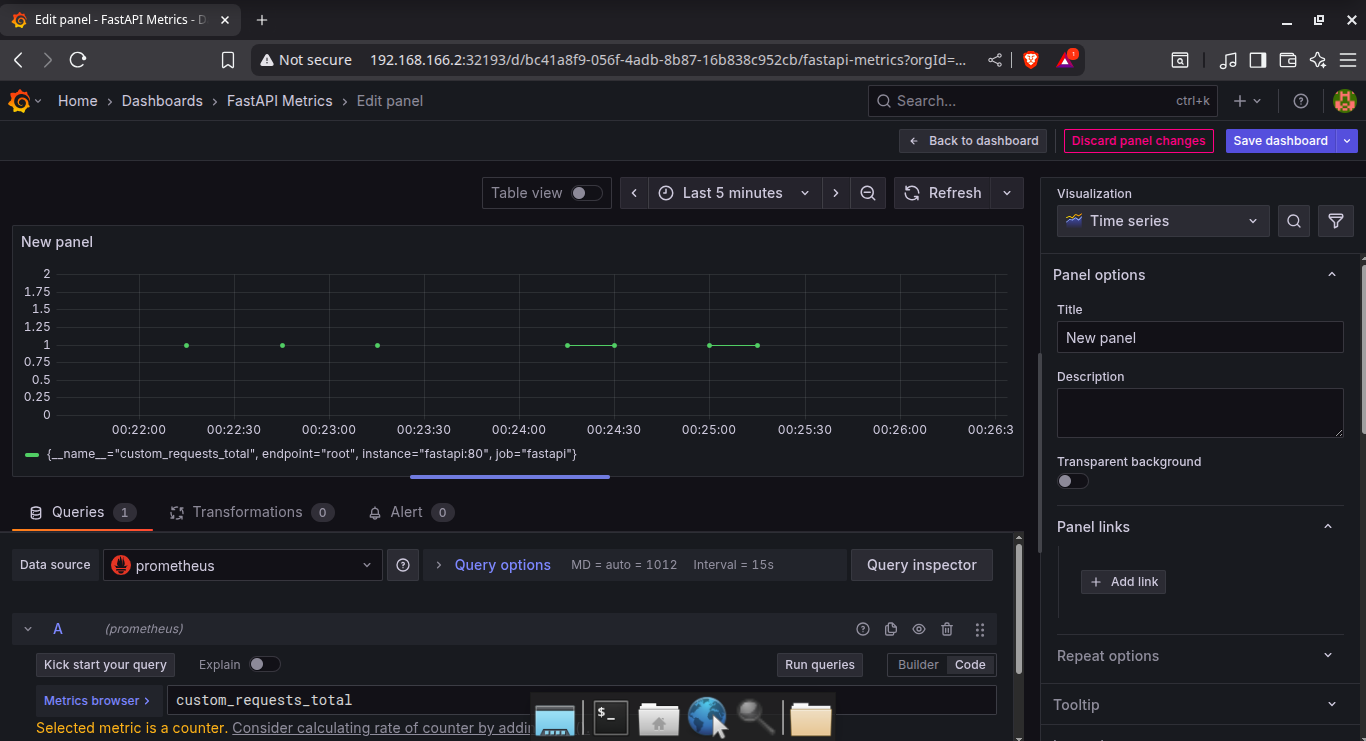 Edit panel - FastAPI Metrics - D
Not secure 192.168.166.2:32193/d/bc41a8f9-056f-4adb-8b87-16b838c952cb/fastapi-metrics?orgId=... 1
Home › Dashboards › FastAPI Metrics › Edit panel
Search... ctrl+k
Back to dashboard Discard panel changes Save dashboard
Table view Last 5 minutes Refresh
New panel
2
1.75
1.5
1.25
1
0.75
0.5
0.25
0
00:22:00 00:22:30 00:23:00 00:23:30 00:24:00 00:24:30 00:25:00 00:25:30 00:26:00 00:26:3
{__name__="custom_requests_total", endpoint="root", instance="fastapi:80", job="fastapi"}
Queries 1 Transformations 0 Alert 0
Data source prometheus Query options MD = auto = 1012 Interval = 15s Query inspector
A (prometheus)
Kick start your query Explain Run queries Builder Code
Metrics browser > custom_requests_total
Selected metric is a counter. Consider calculating rate of counter by addi
Visualization
Time series
Panel options
Title
New panel
Description
Transparent background
Panel links
+ Add link
Repeat options
Tooltip